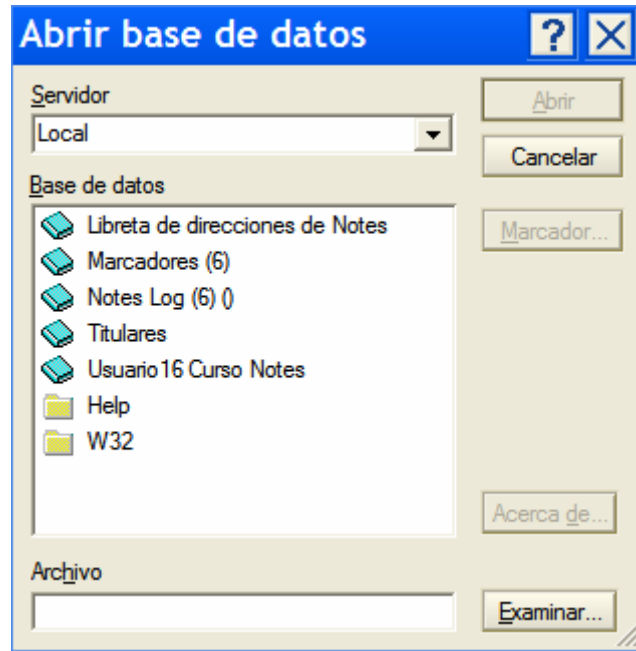 Abrir base de datos
Servidor
Abrir
Local
Cancelar
Base de datos
Libreta de direcciones de Notes
Marcador...
Marcadores (6)
Notes Log (6) ()
Titulares
Usuario16 Curso Notes
Help
W32
Acerca de...
Archivo
Examinar...